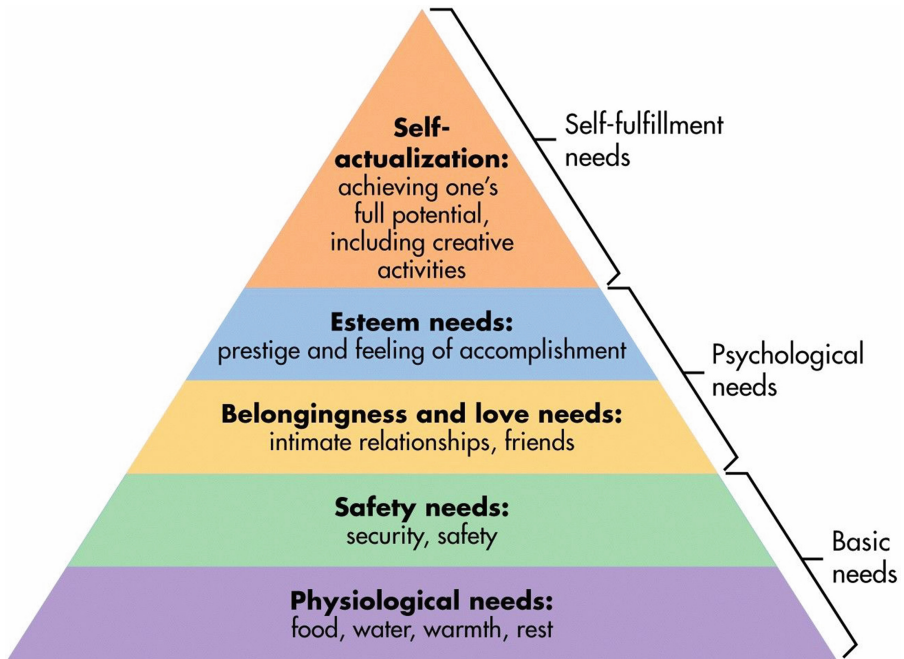 Self-
actualization:
achieving one's
full potential,
including creative
activities
Self-fulfillment
needs
Esteem needs:
prestige and feeling of accomplishment
Psychological
needs
Belongingness and love needs:
intimate relationships, friends
Safety needs:
security, safety
Basic
needs
Physiological needs:
food, water, warmth, rest